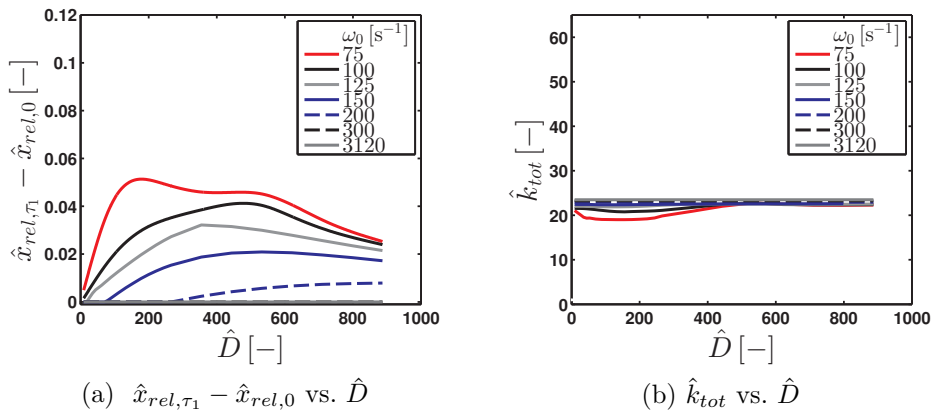 0.12
0.1
0.08
0.06
0.04
0.02
0
x̂_{rel,τ₁} − x̂_{rel,0} [−]
ω₀ [s⁻¹]
75
100
125
150
200
300
3120
0 200 400 600 800 1000
D̂ [−]
(a) x̂_{rel,τ₁} − x̂_{rel,0} vs. D̂
60
50
40
30
20
10
0
k̂_{tot} [−]
ω₀ [s⁻¹]
75
100
125
150
200
300
3120
0 200 400 600 800 1000
D̂ [−]
(b) k̂_{tot} vs. D̂